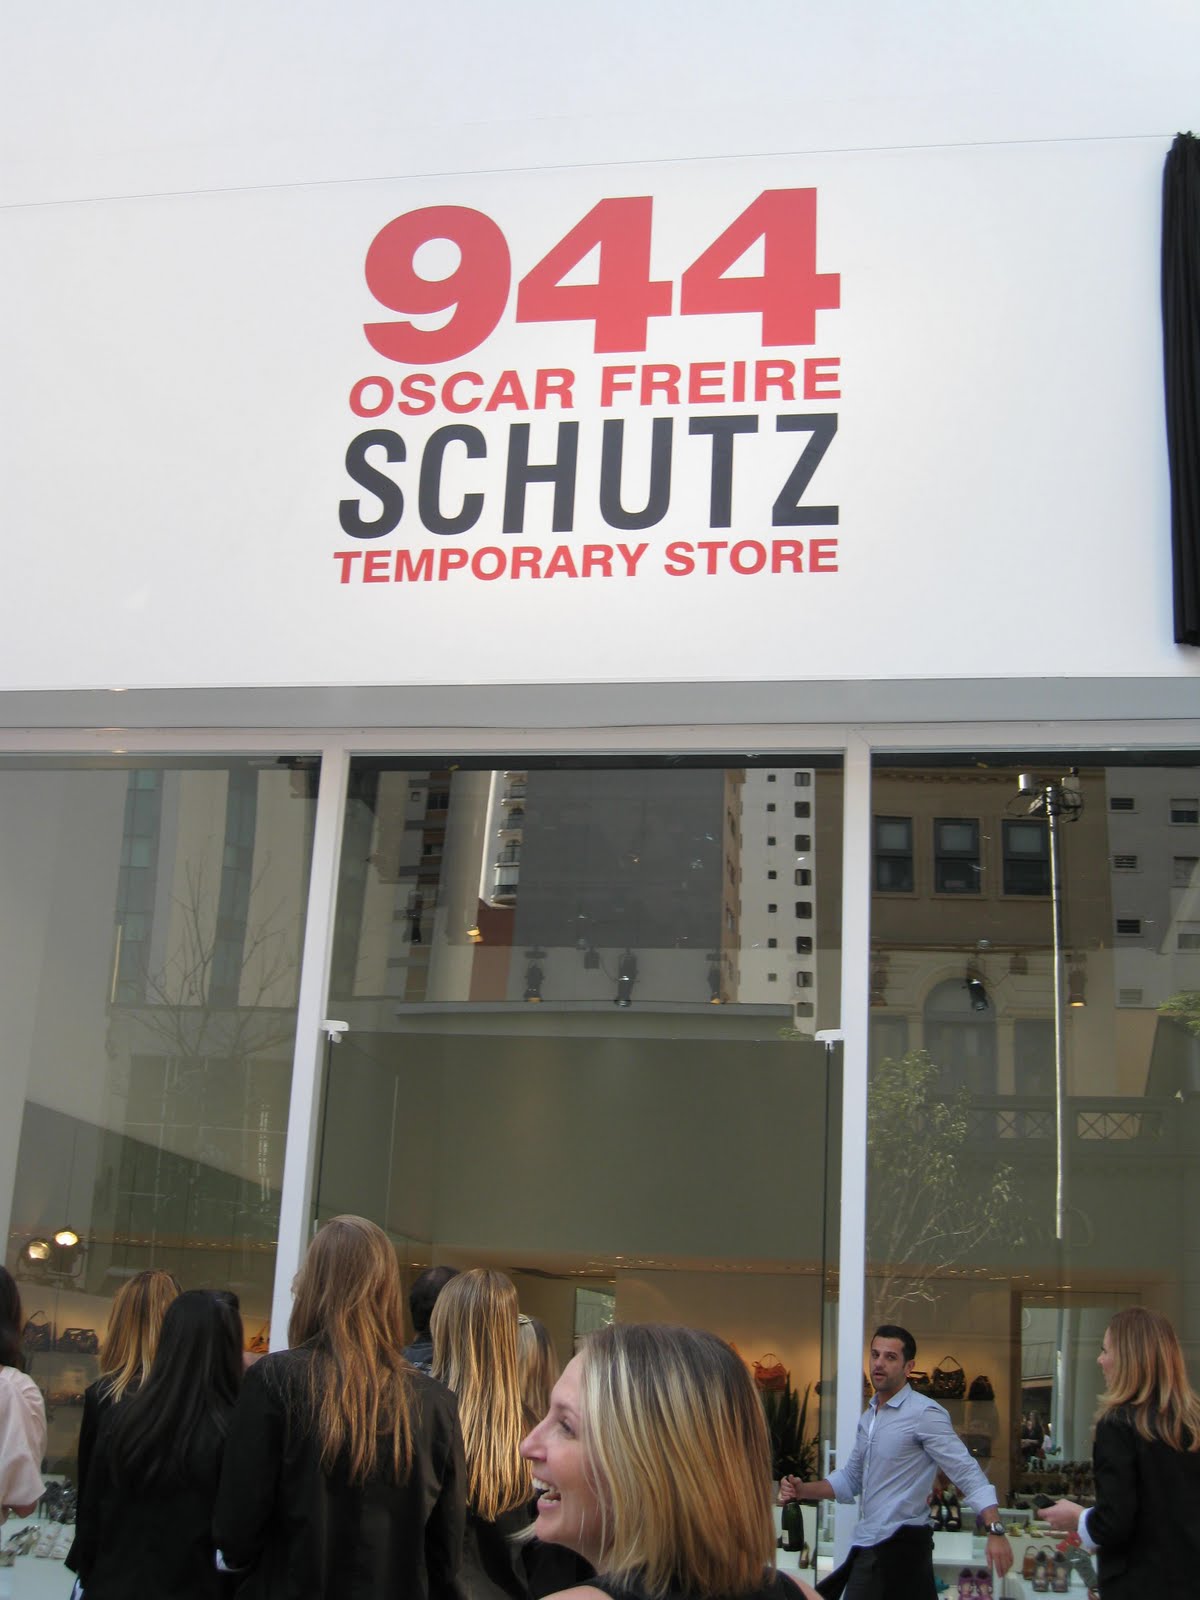 944
OSCAR FREIRE
SCHUTZ
TEMPORARY STORE